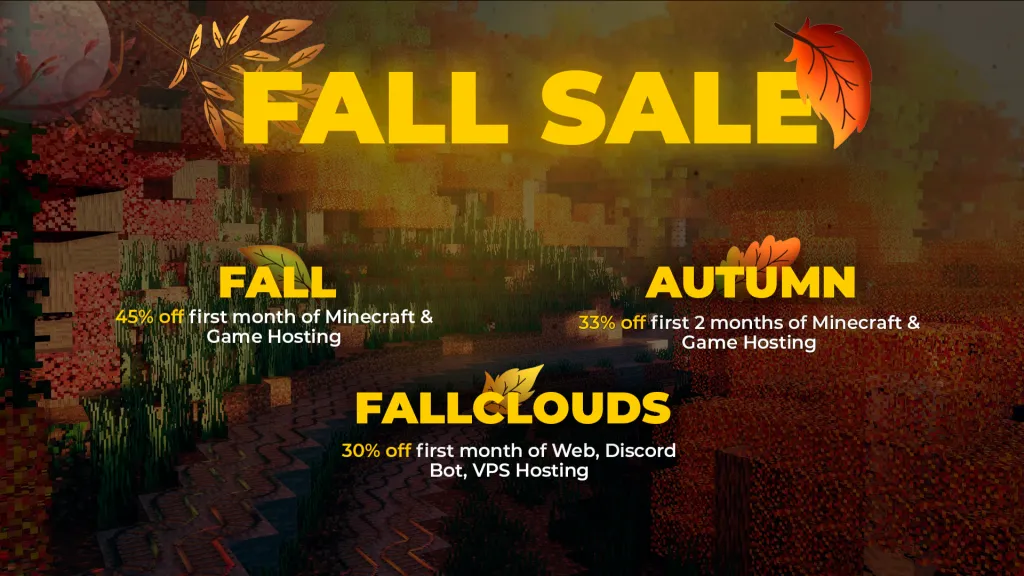 FALL SALE
FALL
45% off first month of Minecraft &
Game Hosting
AUTUMN
33% off first 2 months of Minecraft &
Game Hosting
FALLCLOUDS
30% off first month of Web, Discord
Bot, VPS Hosting